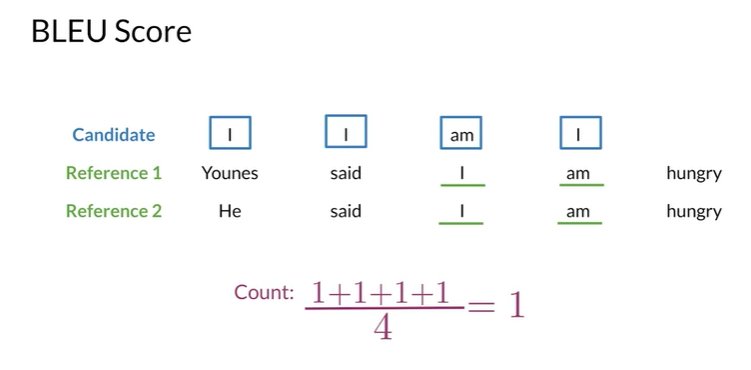 BLEU Score
Candidate I I am I
Reference 1 Younes said I am hungry
Reference 2 He said I am hungry
Count: 1+1+1+1
4
= 1